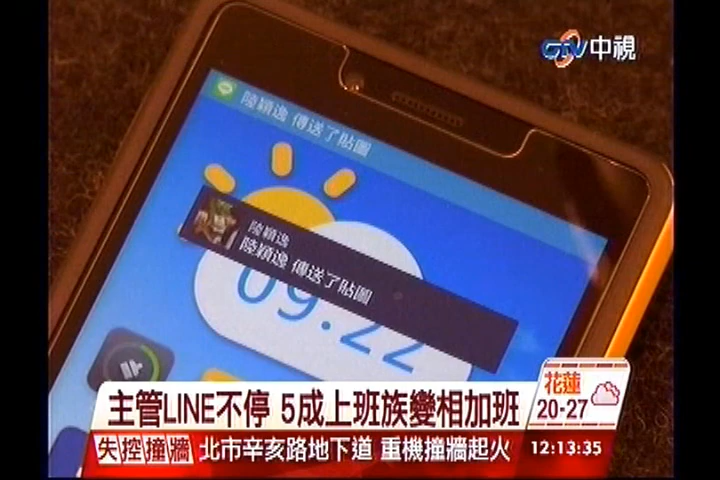 CTV中視
陸穎逸 傳送了貼圖
陸穎逸
陸穎逸 傳送了貼圖
09:22
主管LINE不停 5成上班族變相加班
花蓮
20-27
失控撞牆 北市辛亥路地下道 重機撞牆起火
12:13:35